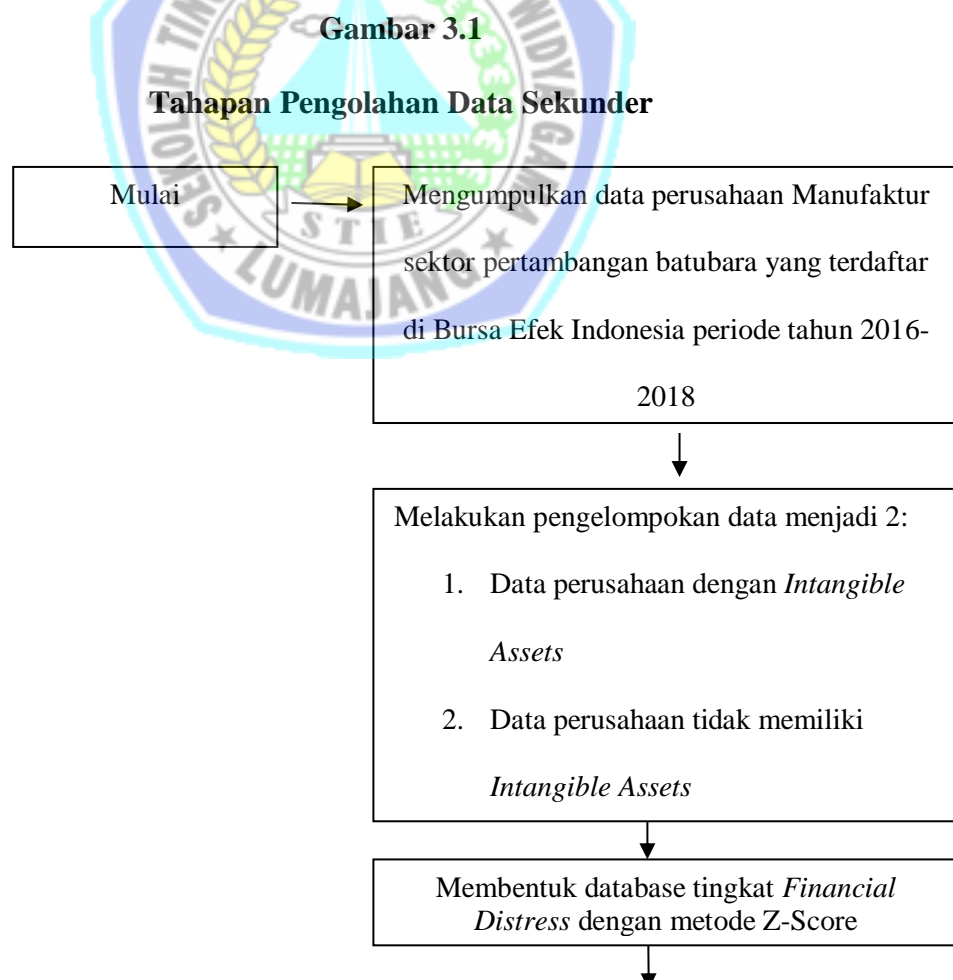 Gambar 3.1
Tahapan Pengolahan Data Sekunder
Mulai
Mengumpulkan data perusahaan Manufaktur
sektor pertambangan batubara yang terdaftar
di Bursa Efek Indonesia periode tahun 2016-
2018
Melakukan pengelompokan data menjadi 2:
1. Data perusahaan dengan Intangible
Assets
2. Data perusahaan tidak memiliki
Intangible Assets
Membentuk database tingkat Financial
Distress dengan metode Z-Score
SEKOLAH
STIE
LUMAJANG